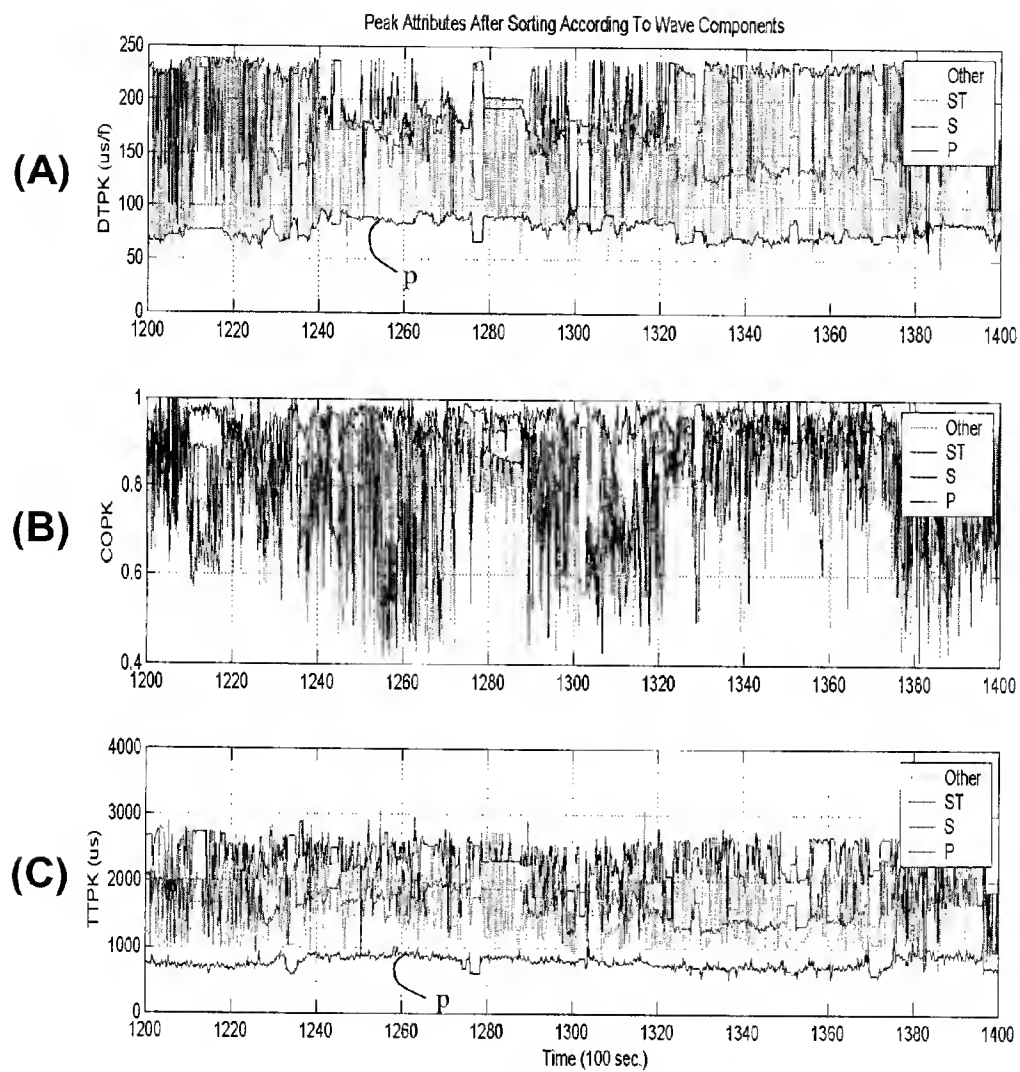 Peak Attributes After Sorting According To Wave Components
(A)
DTPK (us/f)
250
200
150
100
50
0
Other
ST
S
P
p
1200 1220 1240 1260 1280 1300 1320 1340 1360 1380 1400
(B)
COPK
1
0.8
0.6
0.4
Other
ST
S
P
1200 1220 1240 1260 1280 1300 1320 1340 1360 1380 1400
(C)
TTPK (us)
4000
3000
2000
1000
0
Other
ST
S
P
p
1200 1220 1240 1260 1280 1300 1320 1340 1360 1380 1400
Time (100 sec.)